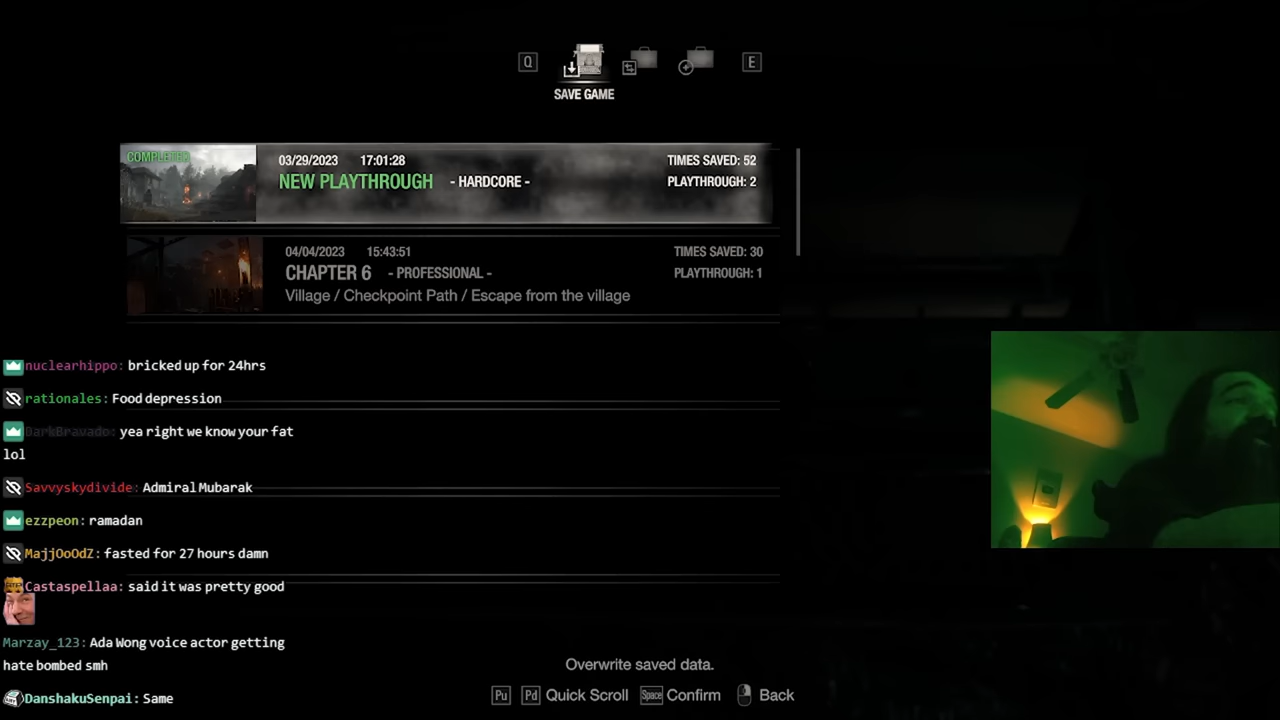 Q
E
SAVE GAME
COMPLETED
03/29/2023 17:01:28
TIMES SAVED: 52
NEW PLAYTHROUGH - HARDCORE -
PLAYTHROUGH: 2
04/04/2023 15:43:51
TIMES SAVED: 30
CHAPTER 6 - PROFESSIONAL -
PLAYTHROUGH: 1
Village / Checkpoint Path / Escape from the village
nuclearhippo: bricked up for 24hrs
rationales: Food depression
DarkBravado: yea right we know your fat
lol
Savvyskydivide: Admiral Mubarak
ezzpeon: ramadan
MajjOoOdZ: fasted for 27 hours damn
Castaspellaa: said it was pretty good
Marzay_123: Ada Wong voice actor getting
hate bombed smh
DanshakuSenpai: Same
Overwrite saved data.
Pu Pd Quick Scroll Space Confirm Back